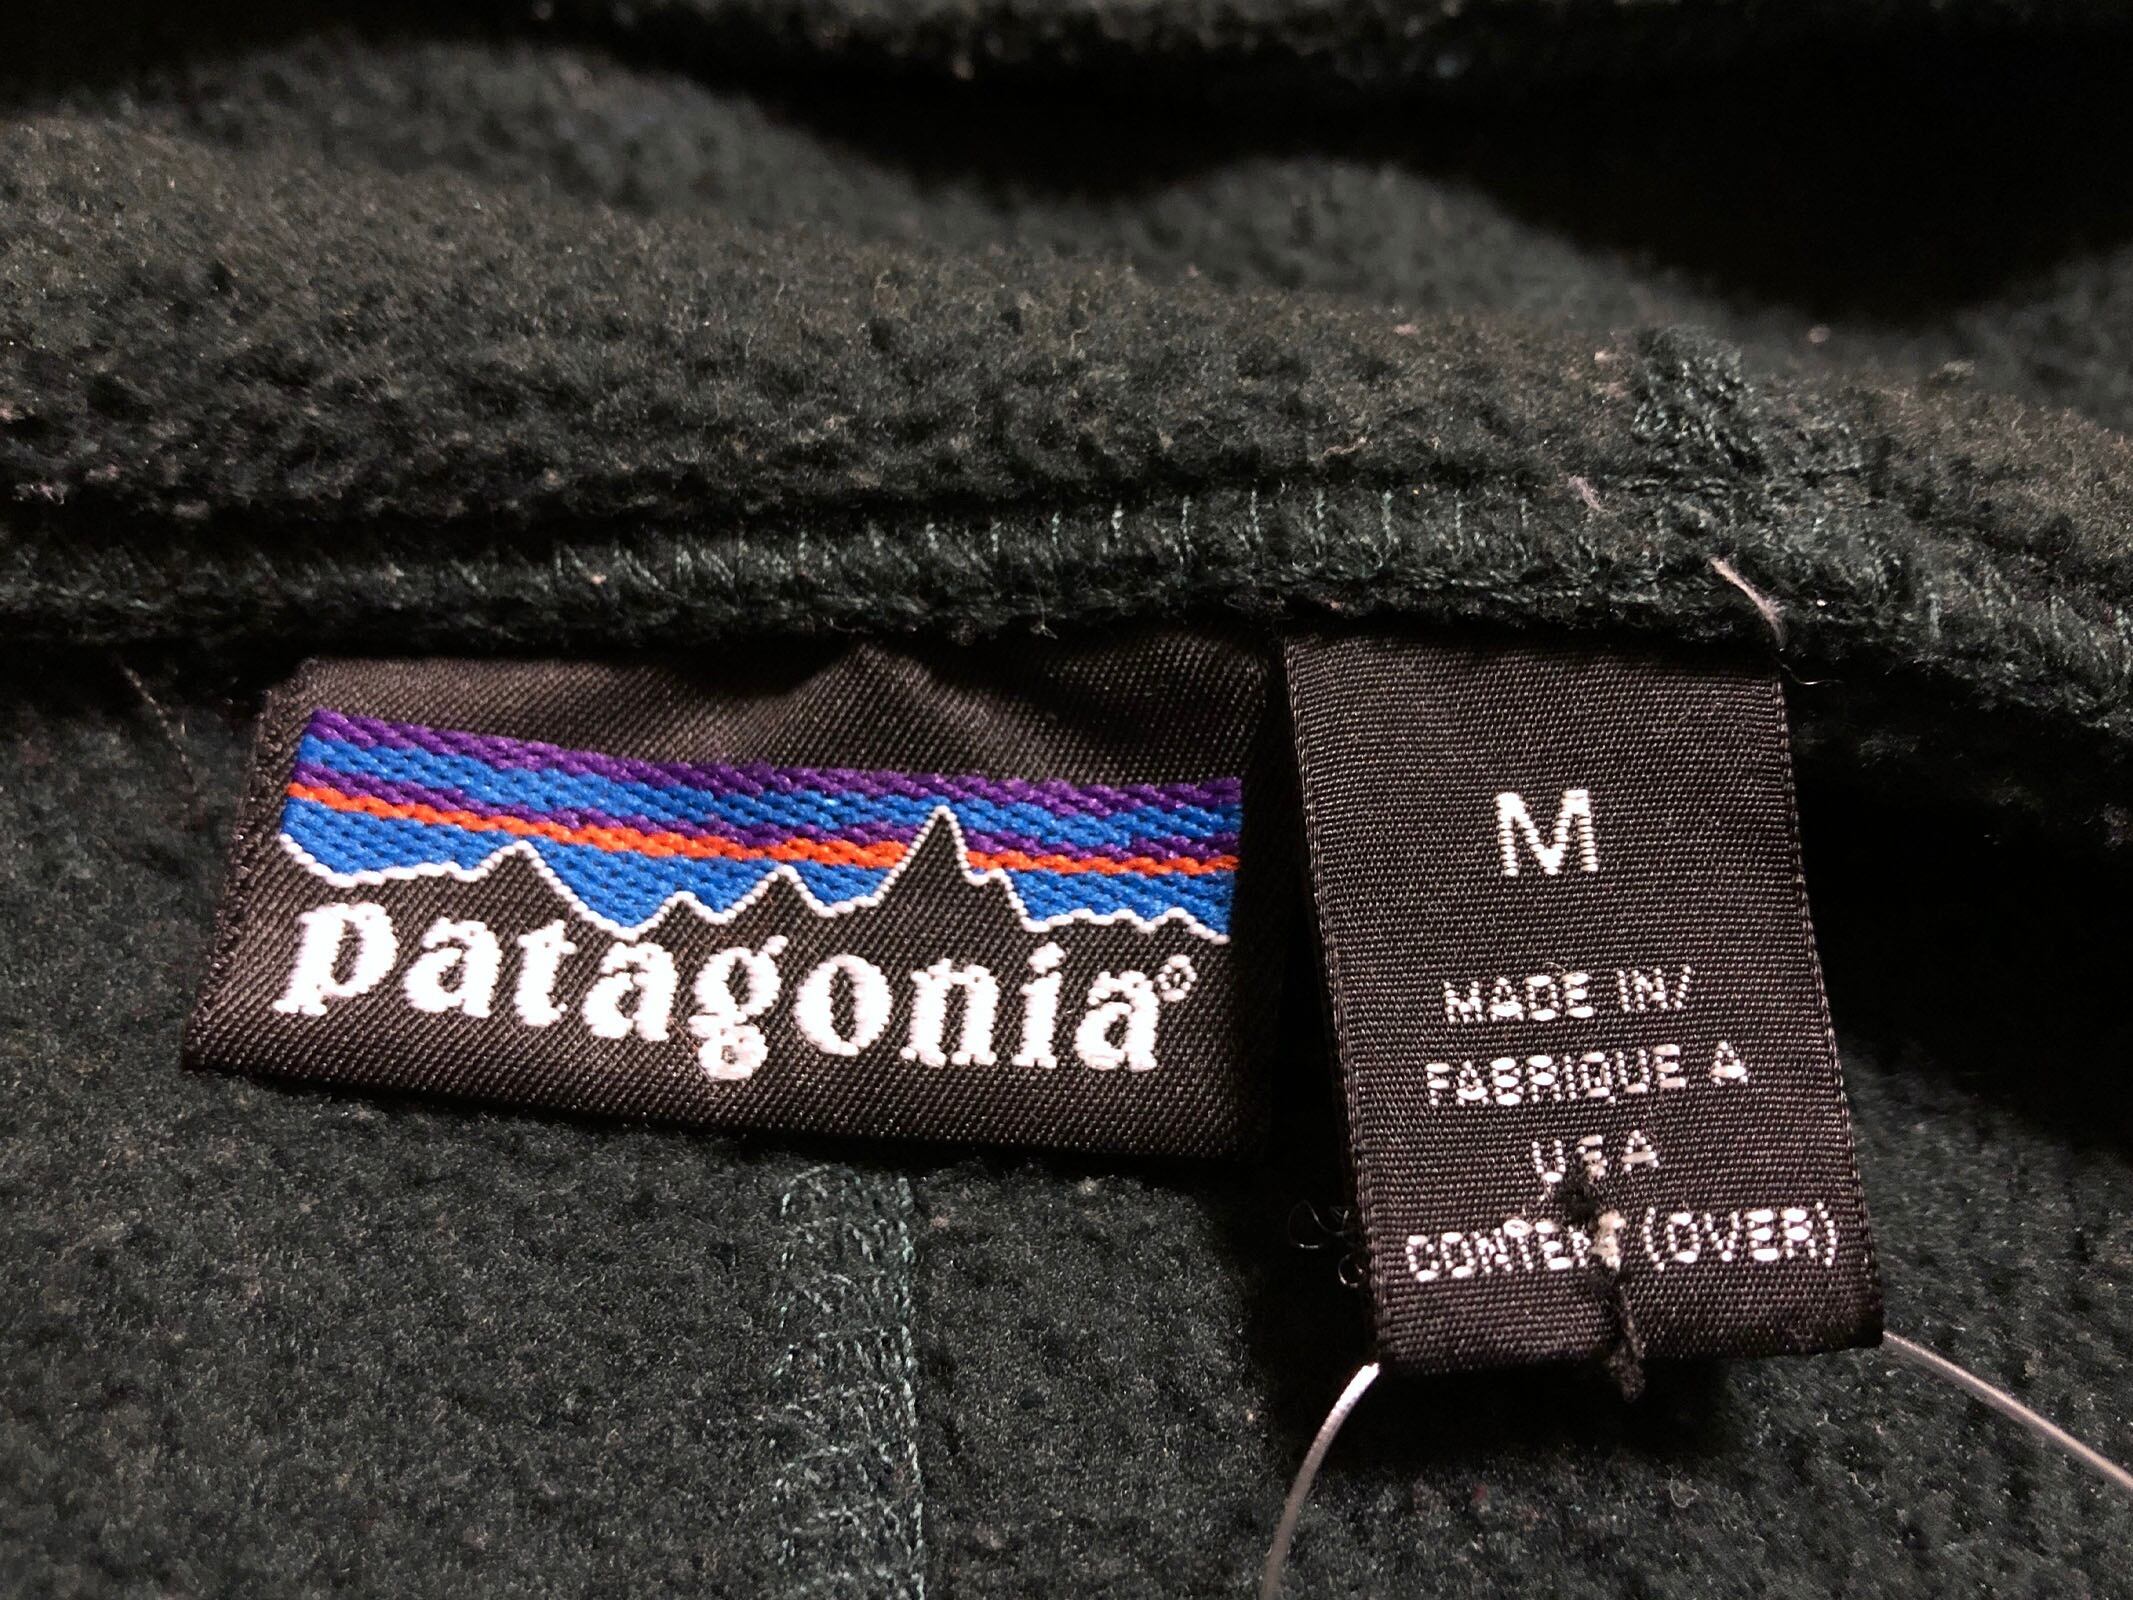 patagonia®
M
MADE IN/
FABRIQUE A
USA
CONTENT (OVER)